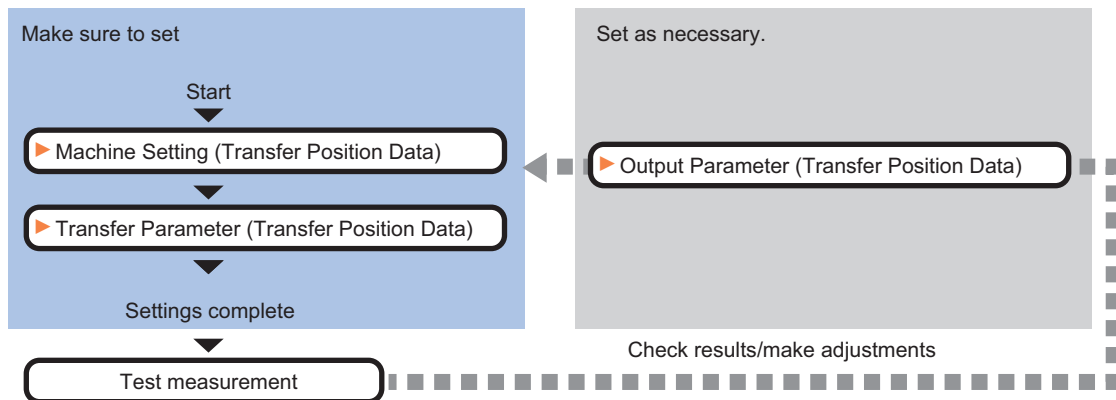 Make sure to set
Start
Machine Setting (Transfer Position Data)
Transfer Parameter (Transfer Position Data)
Settings complete
Test measurement
Set as necessary.
Output Parameter (Transfer Position Data)
Check results/make adjustments